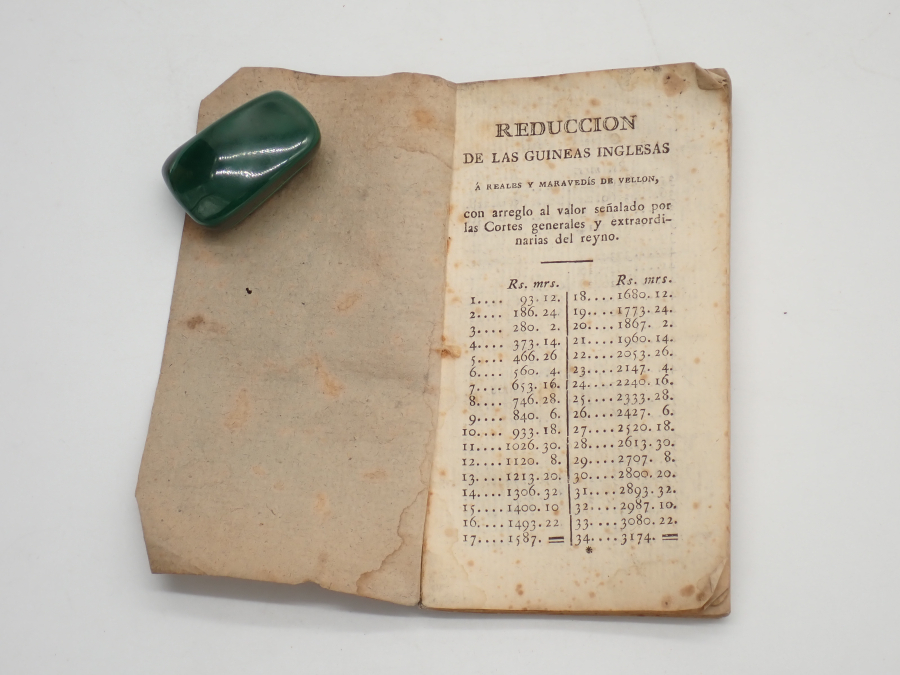 REDUCCION
DE LAS GUINEAS INGLESAS
Á REALES Y MARAVEDÍS DE VELLON,
con arreglo al valor señalado por
las Cortes generales y extraordi-
narias del reyno.
Rs. mrs.
1.... 93. 12.
2.... 186. 24
3.... 280. 2.
4.... 373. 14.
5.... 466. 26
6.... 560. 4.
7.... 653. 16.
8.... 746. 28.
9.... 840. 6.
10.... 933. 18.
11.... 1026. 30.
12.... 1120. 8.
13.... 1213. 20.
14.... 1306. 32.
15.... 1400. 10
16.... 1493. 22
17.... 1587. =
Rs. mrs.
18.... 1680. 12.
19.... 1773. 24.
20.... 1867. 2.
21.... 1960. 14.
22.... 2053. 26.
23.... 2147. 4.
24.... 2240. 16.
25.... 2333. 28.
26.... 2427. 6.
27.... 2520. 18.
28.... 2613. 30.
29.... 2707. 8.
30.... 2800. 20.
31.... 2893. 32.
32.... 2987. 10.
33.... 3080. 22.
34.... 3174. =
*